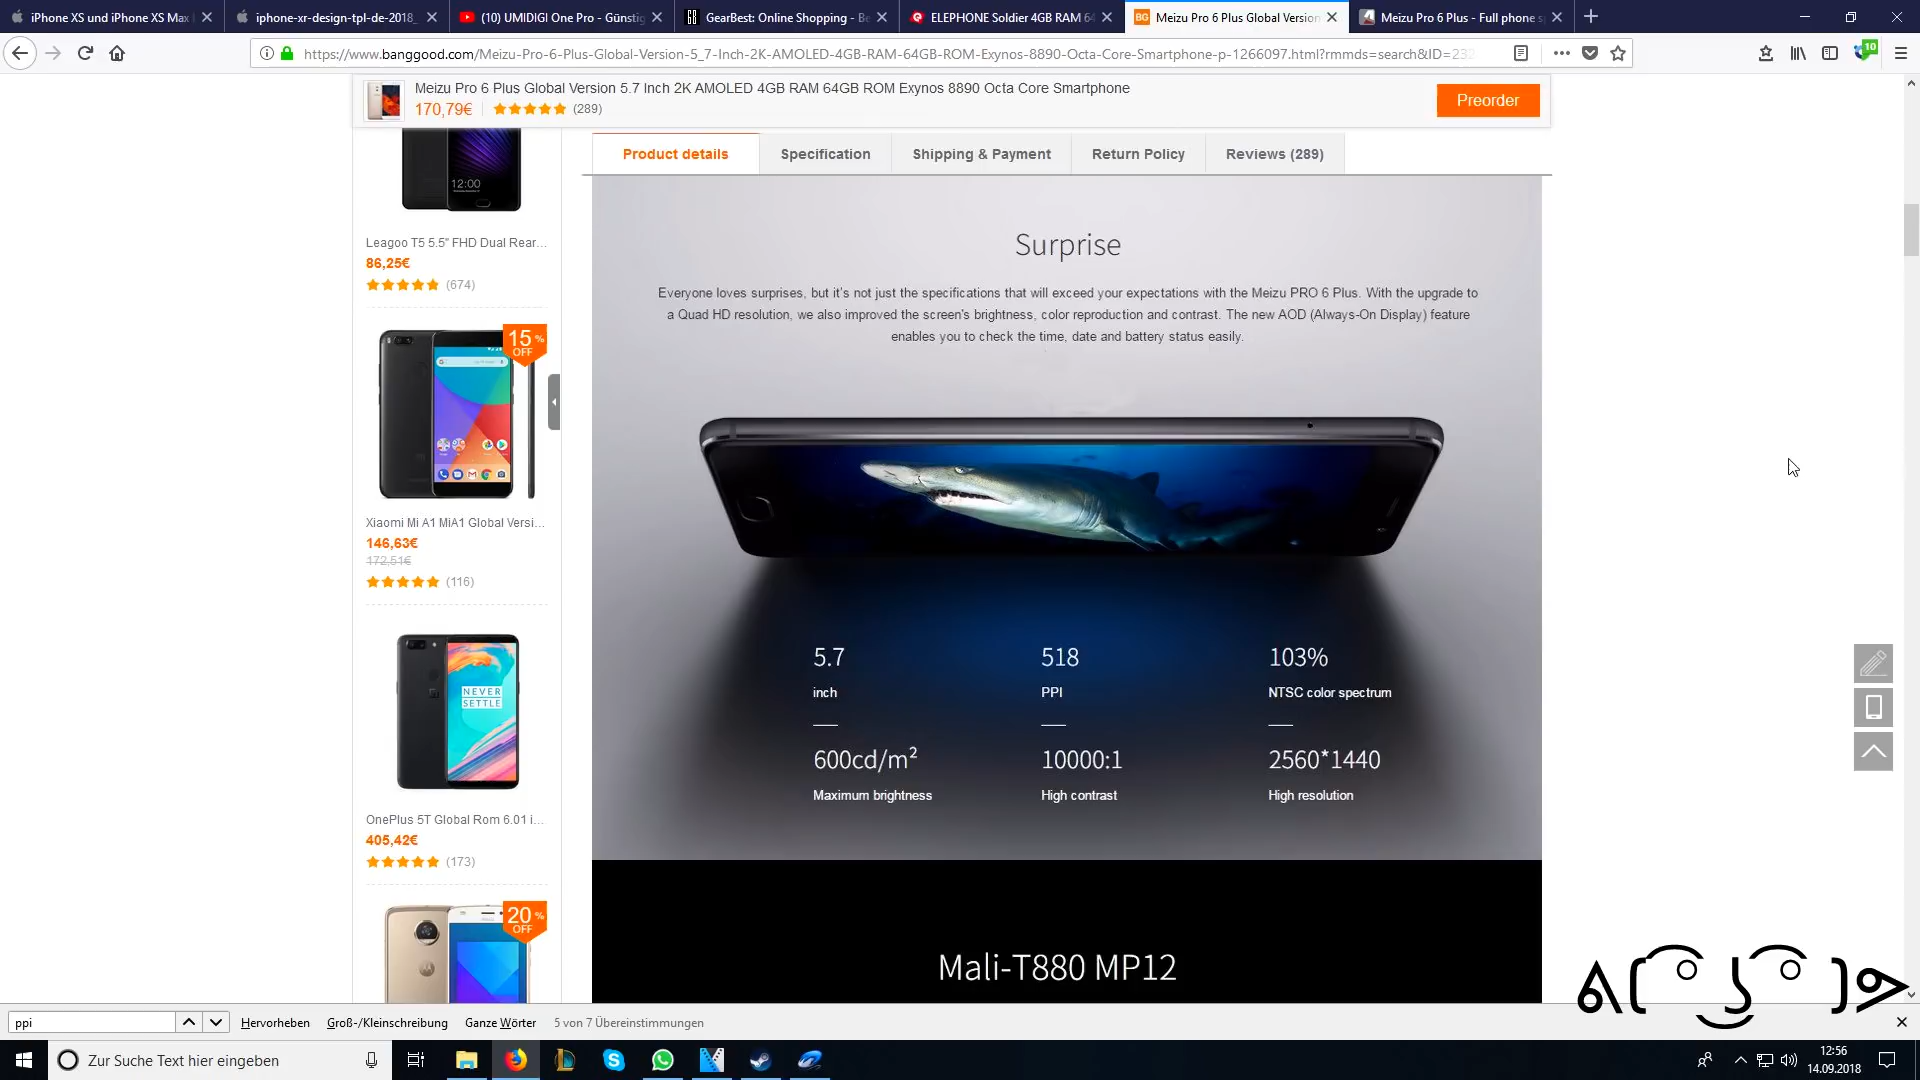 iPhone XS und iPhone XS Max
iphone-xr-design-tpl-de-2018_
(10) UMIDIGI One Pro - Günstig
GearBest: Online Shopping - Be
ELEPHONE Soldier 4GB RAM 64
BG Meizu Pro 6 Plus Global Version
Meizu Pro 6 Plus - Full phone s
https://www.banggood.com/Meizu-Pro-6-Plus-Global-Version-5_7-Inch-2K-AMOLED-4GB-RAM-64GB-ROM-Exynos-8890-Octa-Core-Smartphone-p-1266097.html?rmmds=search&ID=232
10
Meizu Pro 6 Plus Global Version 5.7 Inch 2K AMOLED 4GB RAM 64GB ROM Exynos 8890 Octa Core Smartphone
170,79€ (289)
Preorder
Product details
Specification
Shipping & Payment
Return Policy
Reviews (289)
12:00
Leagoo T5 5.5" FHD Dual Rear...
86,25€
(674)
15%
OFF
Xiaomi Mi A1 MiA1 Global Versi...
146,63€
172,51€
(116)
NEVER
SETTLE
OnePlus 5T Global Rom 6.01 i...
405,42€
(173)
20%
OFF
Surprise
Everyone loves surprises, but it's not just the specifications that will exceed your expectations with the Meizu PRO 6 Plus. With the upgrade to
a Quad HD resolution, we also improved the screen's brightness, color reproduction and contrast. The new AOD (Always-On Display) feature
enables you to check the time, date and battery status easily.
5.7
inch
518
PPI
103%
NTSC color spectrum
600cd/m²
Maximum brightness
10000:1
High contrast
2560*1440
High resolution
Mali-T880 MP12
ppi
Hervorheben
Groß-/Kleinschreibung
Ganze Wörter
5 von 7 Übereinstimmungen
Zur Suche Text hier eingeben
12:56
14.09.2018